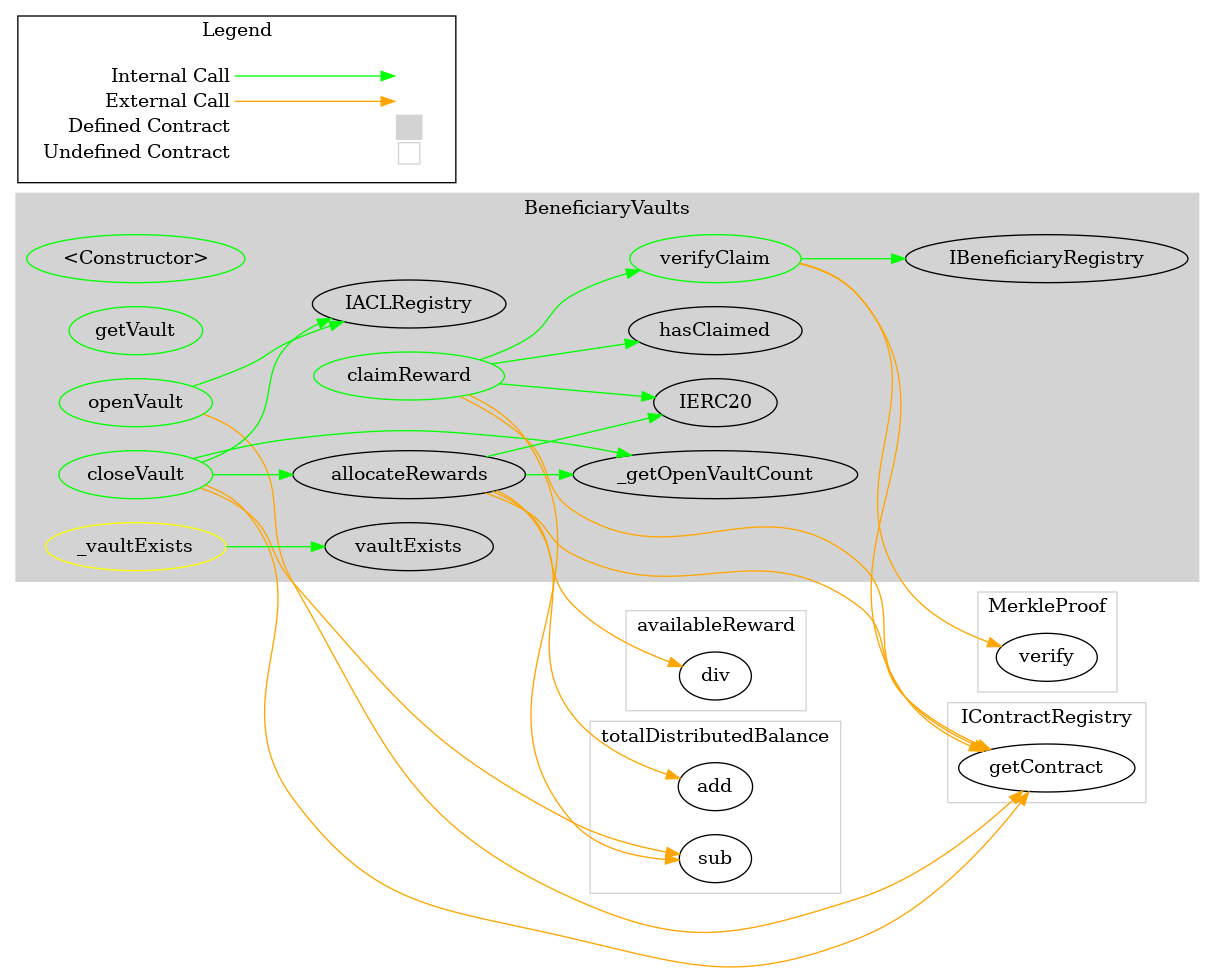 Legend
Internal Call
External Call
Defined Contract
Undefined Contract
BeneficiaryVaults
<Constructor>
getVault
openVault
closeVault
_vaultExists
IACLRegistry
claimReward
allocateRewards
vaultExists
verifyClaim
hasClaimed
IERC20
_getOpenVaultCount
IBeneficiaryRegistry
availableReward
div
totalDistributedBalance
add
sub
MerkleProof
verify
IContractRegistry
getContract